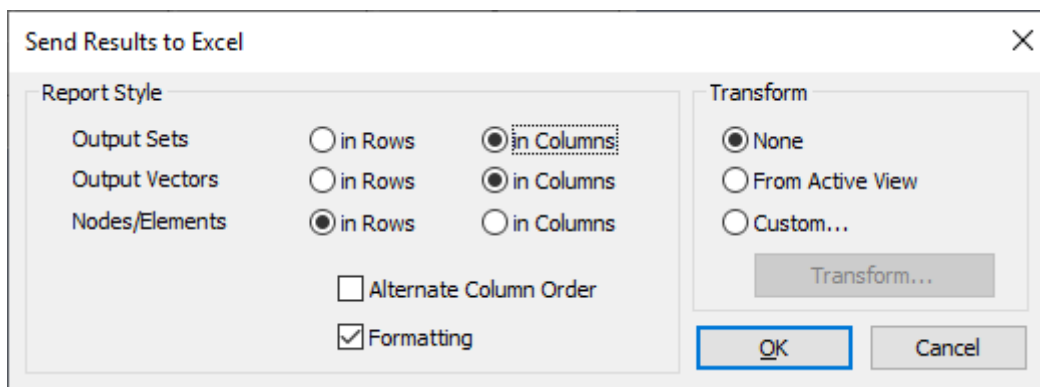 Send Results to Excel
Report Style
Output Sets in Rows in Columns
Output Vectors in Rows in Columns
Nodes/Elements in Rows in Columns
Alternate Column Order
Formatting
Transform
None
From Active View
Custom...
Transform...
OK Cancel